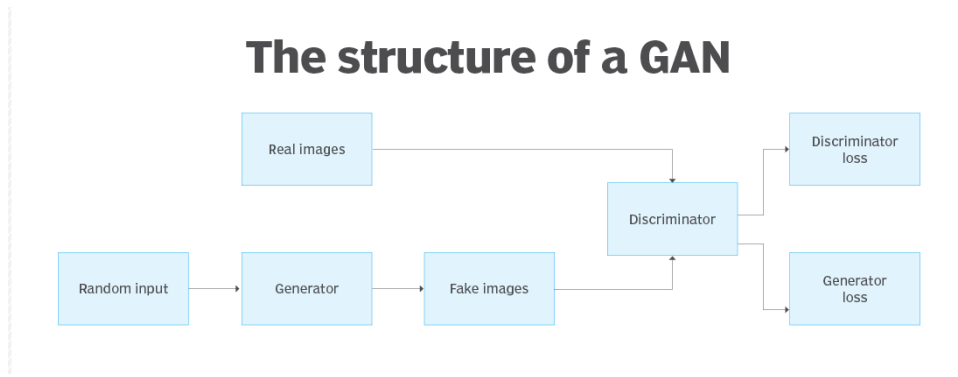 The structure of a GAN
Real images
Discriminator
loss
Discriminator
Random input
Generator
Fake images
Generator
loss